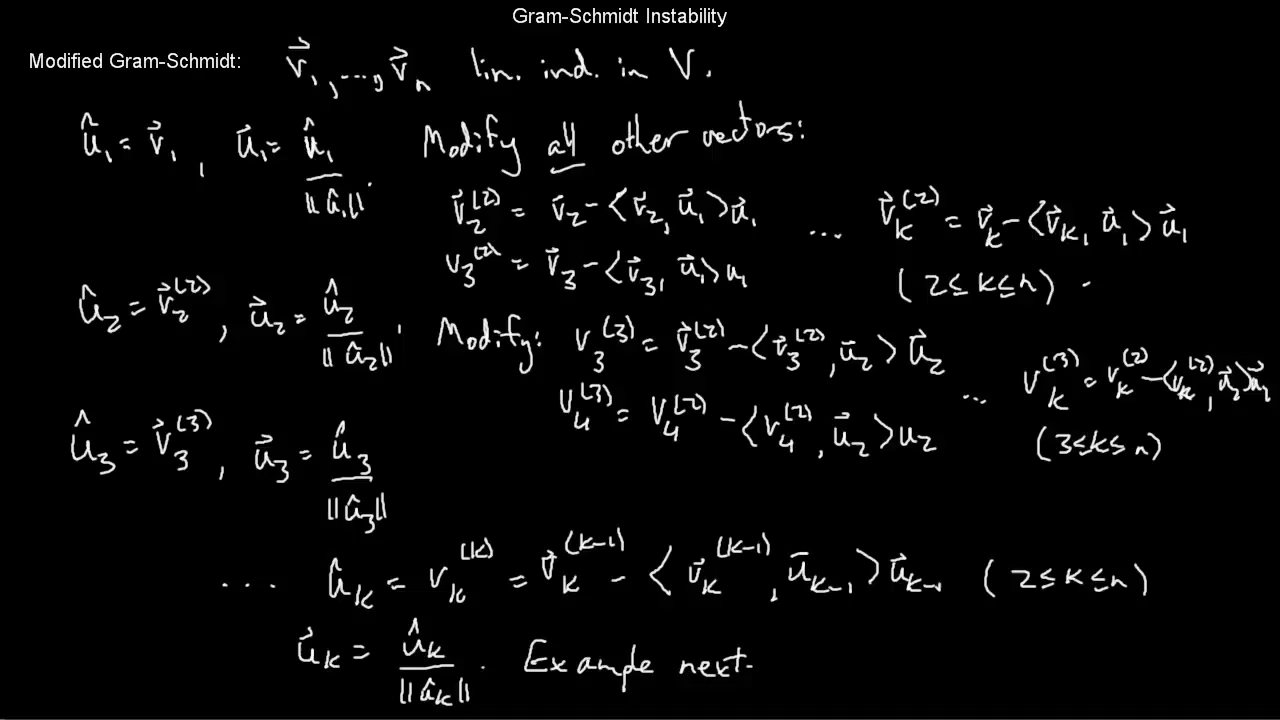 Gram-Schmidt Instability
Modified Gram-Schmidt: v⃗₁, ..., v⃗ₙ lin. ind. in V.
û₁ = v⃗₁, u⃗₁ = û₁ / ||û₁||. Modify all other vectors:
v⃗₂⁽²⁾ = v⃗₂ − ⟨v⃗₂, u⃗₁⟩u⃗₁ ... v⃗ₖ⁽²⁾ = v⃗ₖ − ⟨v⃗ₖ, u⃗₁⟩u⃗₁
v₃⁽²⁾ = v⃗₃ − ⟨v⃗₃, u⃗₁⟩u₁ (2≤k≤n).
û₂ = v⃗₂⁽²⁾, u⃗₂ = û₂ / ||û₂||. Modify: v₃⁽³⁾ = v⃗₃⁽²⁾ − ⟨v⃗₃⁽²⁾, u⃗₂⟩u⃗₂ ... vₖ⁽³⁾ = vₖ⁽²⁾ − ⟨vₖ⁽²⁾, u⃗₂⟩u⃗₂
v₄⁽³⁾ = v₄⁽²⁾ − ⟨v₄⁽²⁾, u⃗₂⟩u₂ (3≤k≤n)
û₃ = v⃗₃⁽³⁾, u⃗₃ = û₃ / ||û₃||
... ûₖ = vₖ⁽ᵏ⁾ = v⃗ₖ⁽ᵏ⁻¹⁾ − ⟨v⃗ₖ⁽ᵏ⁻¹⁾, u⃗ₖ₋₁⟩u⃗ₖ₋₁ (2≤k≤n)
u⃗ₖ = ûₖ / ||ûₖ||. Example next.